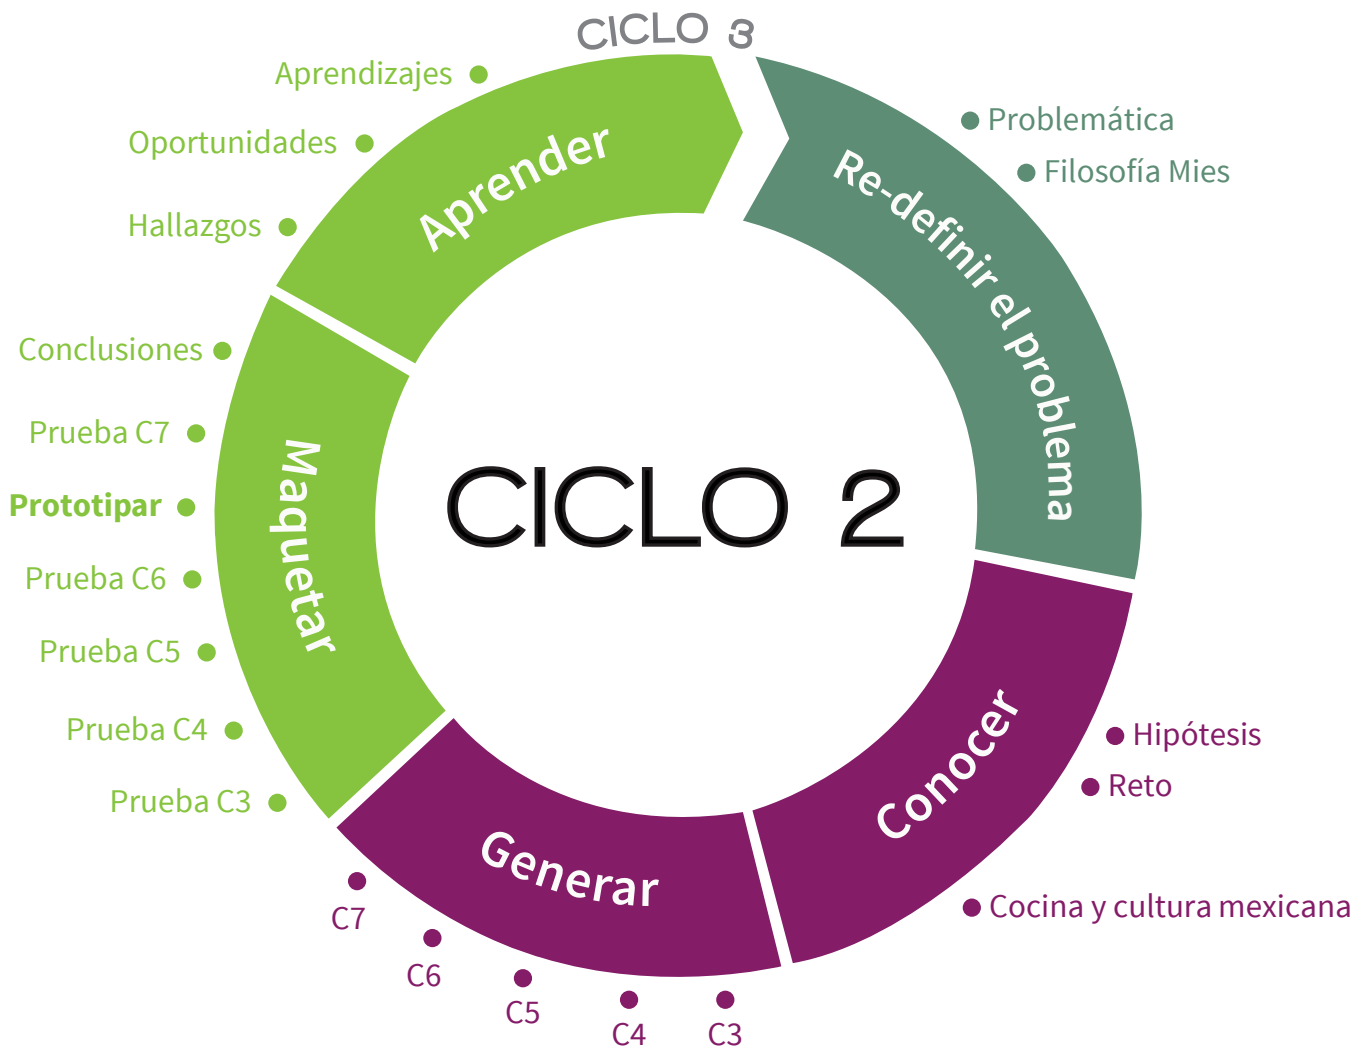 CICLO 3
Aprendizajes
Oportunidades
Hallazgos
Aprender
Problemática
Filosofía Mies
Re-definir el problema
Conclusiones
Prueba C7
Prototipar
Prueba C6
Prueba C5
Prueba C4
Prueba C3
Maquetar
CICLO 2
Hipótesis
Reto
Cocina y cultura mexicana
Conocer
Generar
C7
C6
C5
C4
C3